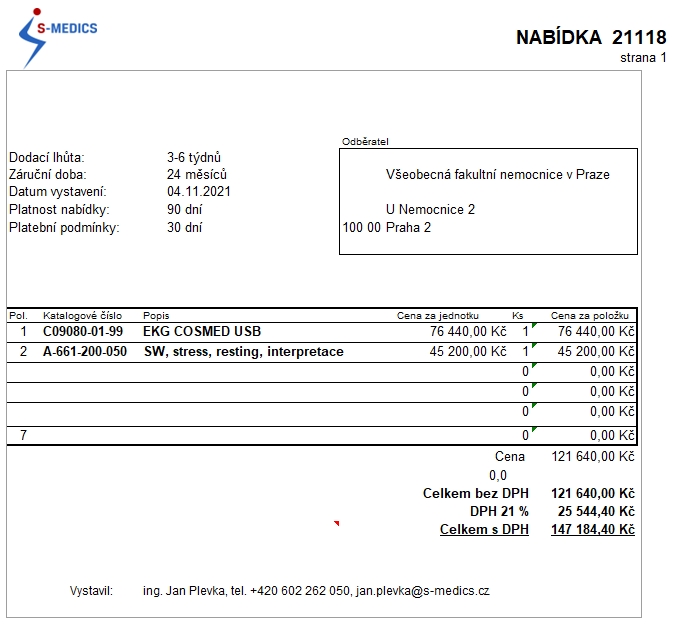 S-MEDICS
NABÍDKA 21118
strana 1
Odběratel
Dodací lhůta: 3-6 týdnů
Záruční doba: 24 měsíců
Všeobecná fakultní nemocnice v Praze
Datum vystavení: 04.11.2021
Platnost nabídky: 90 dní
U Nemocnice 2
Platební podmínky: 30 dní
100 00 Praha 2
Pol. Katalogové číslo Popis Cena za jednotku Ks Cena za položku
1 C09080-01-99 EKG COSMED USB 76 440,00 Kč 1 76 440,00 Kč
2 A-661-200-050 SW, stress, resting, interpretace 45 200,00 Kč 1 45 200,00 Kč
0 0,00 Kč
0 0,00 Kč
0 0,00 Kč
7 0 0,00 Kč
Cena 121 640,00 Kč
0,0
Celkem bez DPH 121 640,00 Kč
DPH 21 % 25 544,40 Kč
Celkem s DPH 147 184,40 Kč
Vystavil: ing. Jan Plevka, tel. +420 602 262 050, jan.plevka@s-medics.cz